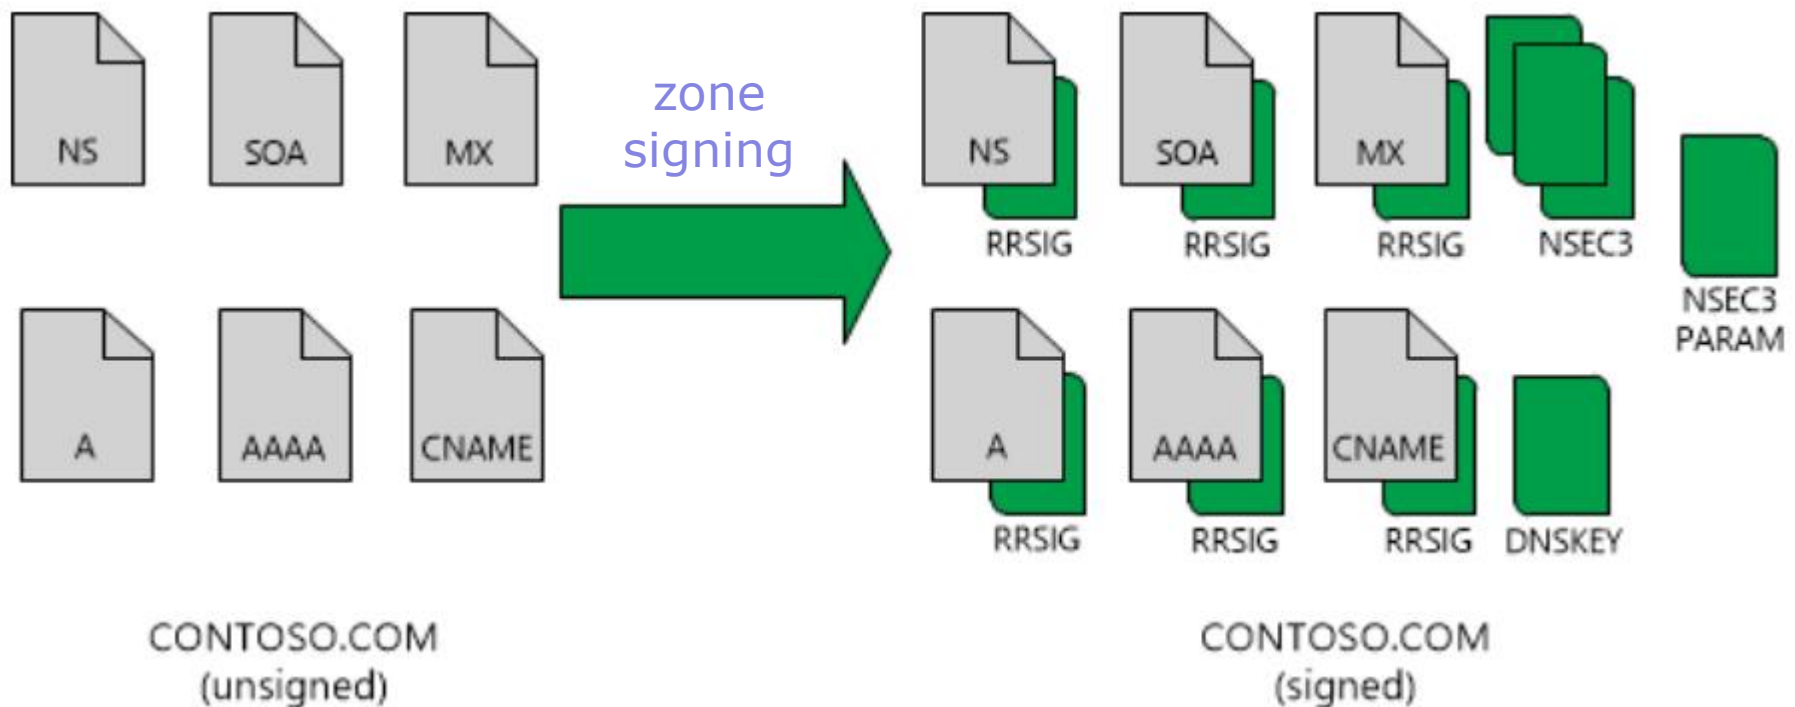 NS
SOA
MX
A
AAAA
CNAME
CONTOSO.COM
(unsigned)
zone
signing
NS
SOA
MX
RRSIG
RRSIG
RRSIG
NSEC3
NSEC3
PARAM
A
AAAA
CNAME
RRSIG
RRSIG
RRSIG
DNSKEY
CONTOSO.COM
(signed)